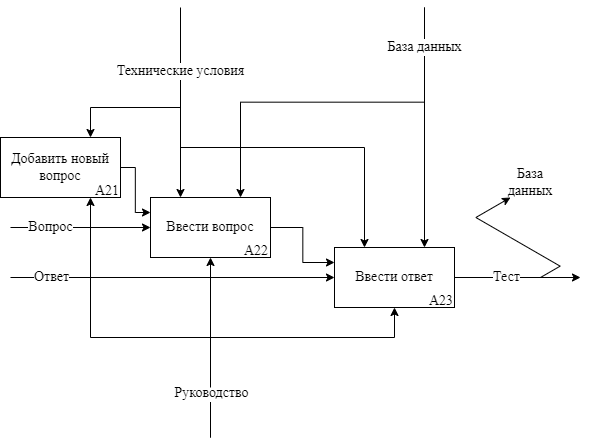 База данных
Технические условия
Добавить новый
вопрос
A21
База
данных
Вопрос
Ввести вопрос
A22
Ответ
Ввести ответ
Тест
A23
Руководство